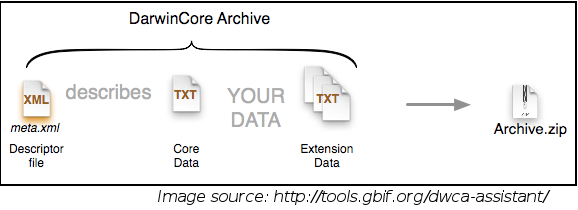 DarwinCore Archive
XML
describes
TXT
YOUR
DATA
TXT
meta.xml
Descriptor
file
Core
Data
Extension
Data
Archive.zip
Image source: http://tools.gbif.org/dwca-assistant/